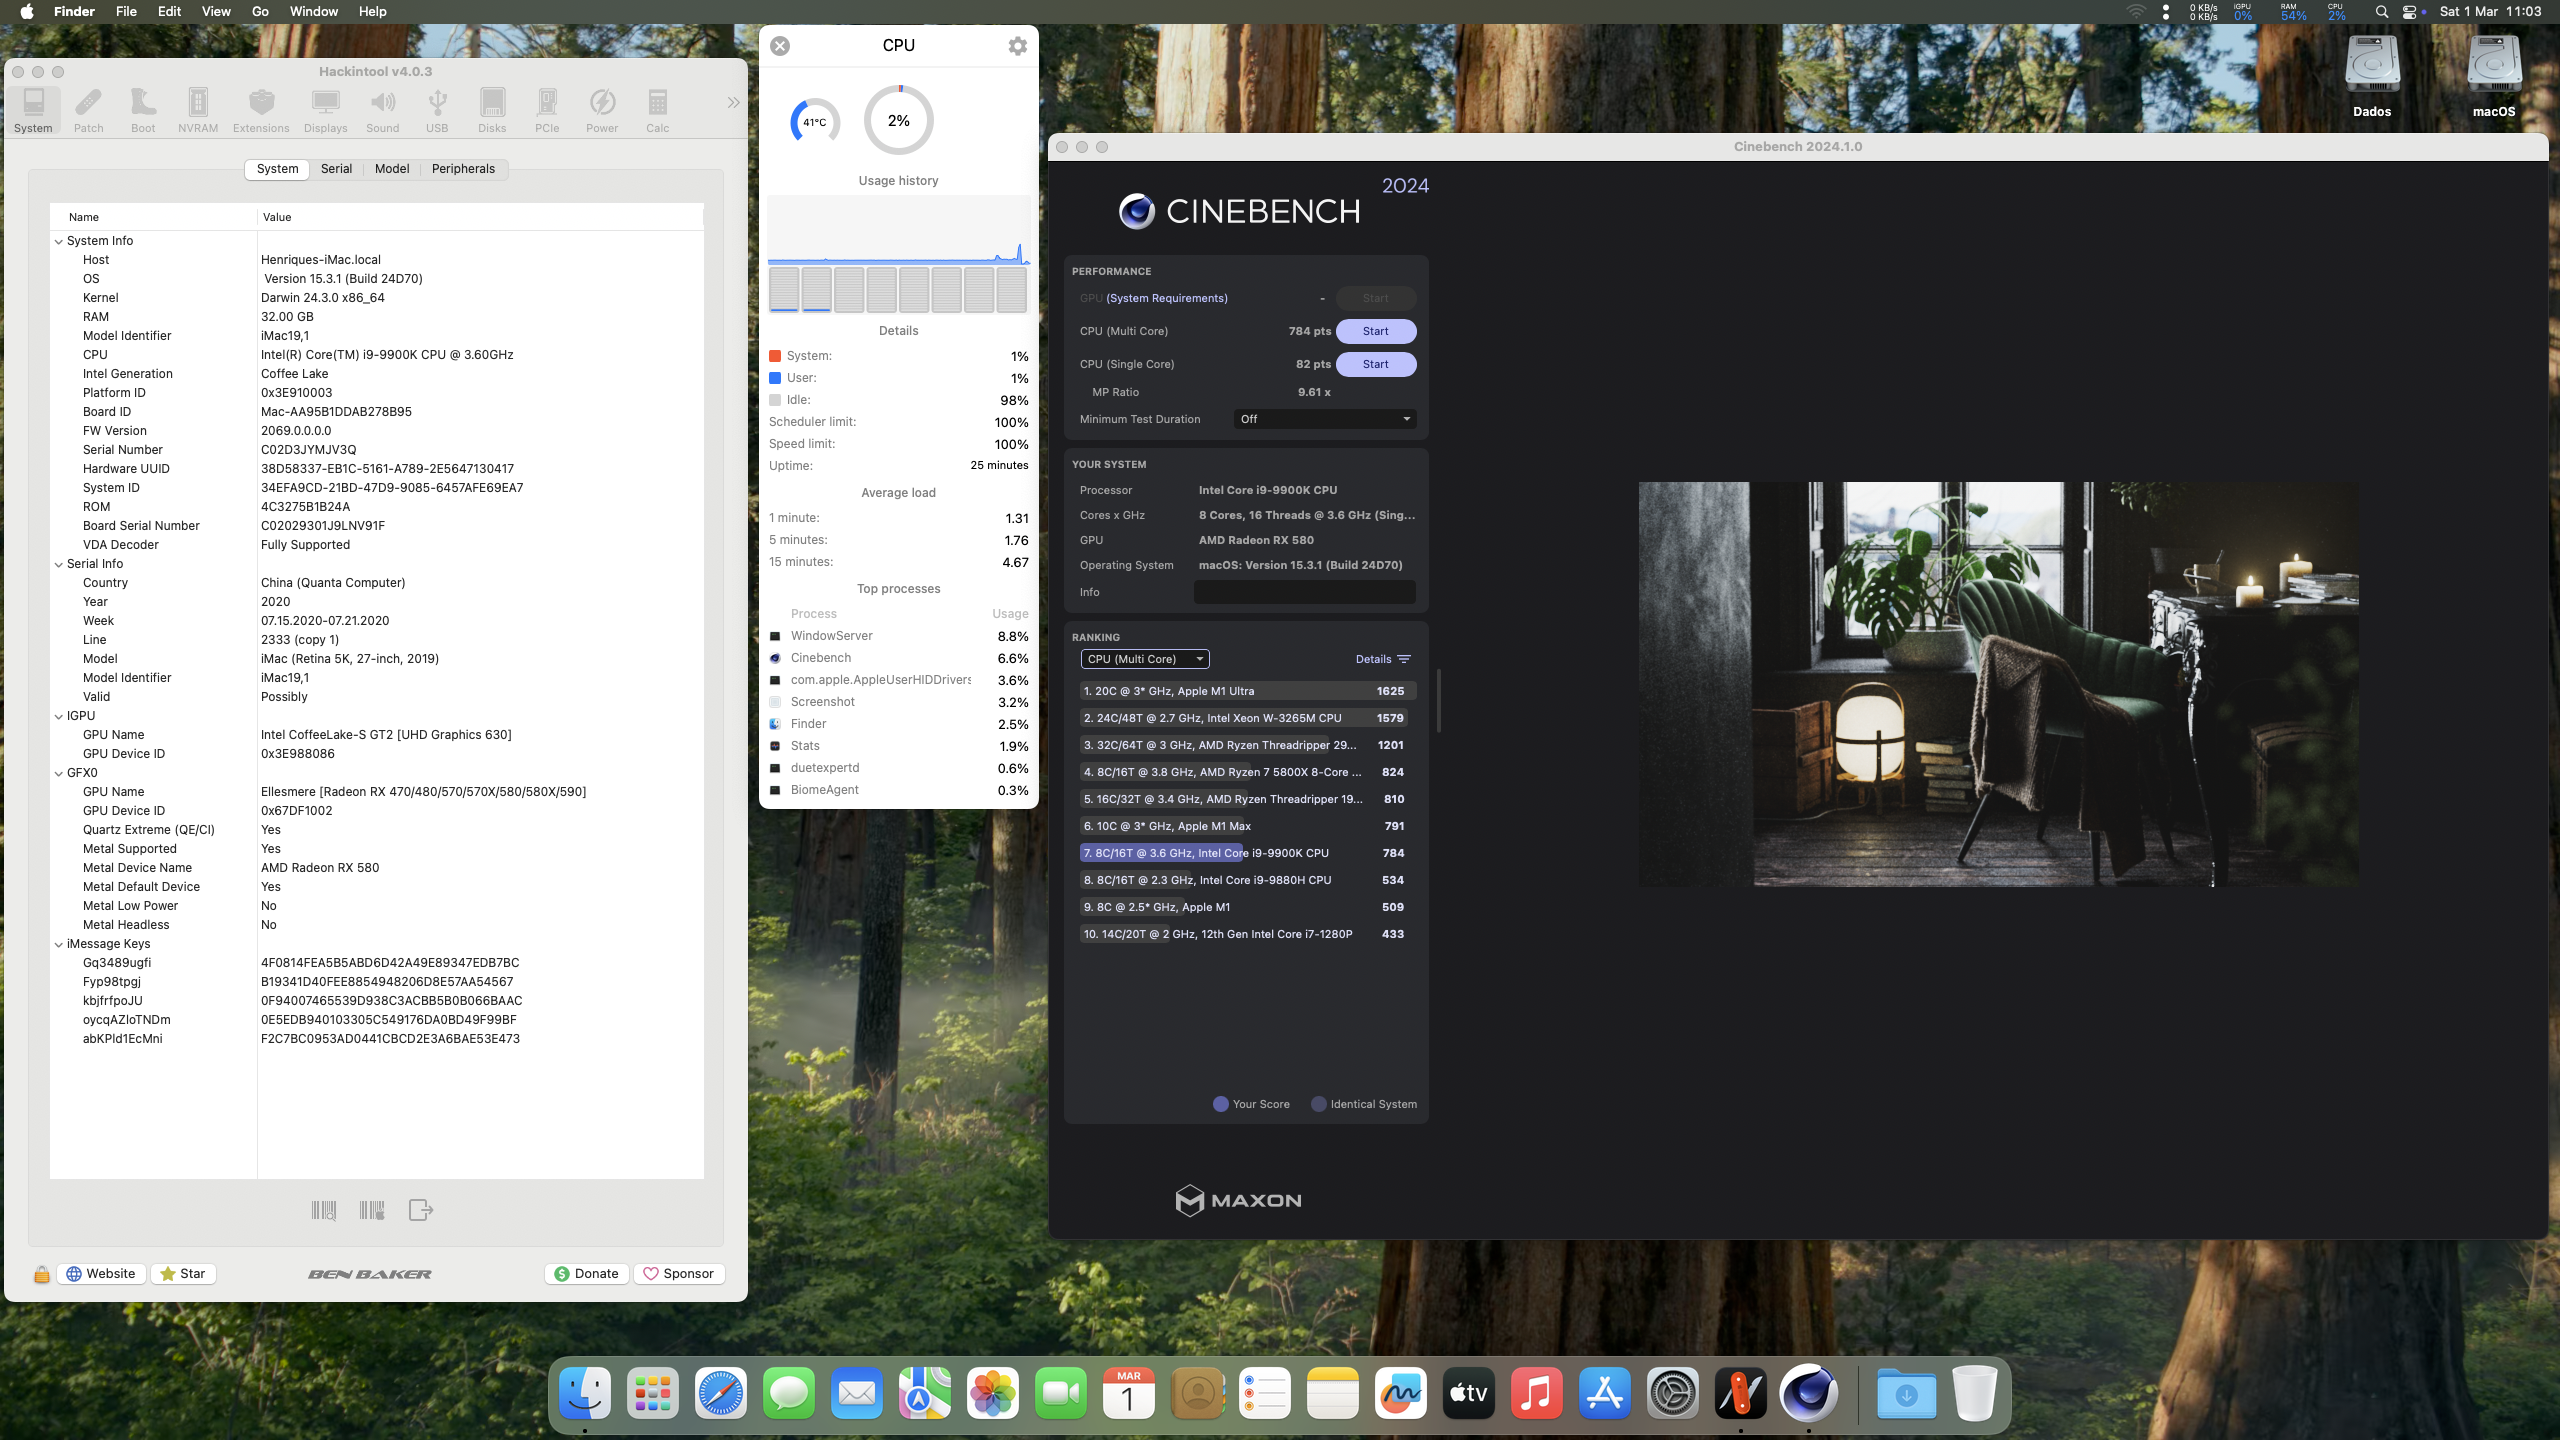 Finder File Edit View Go Window Help
0 KB/s
0 KB/s
IGPU
0%
RAM
54%
CPU
2%
Sat 1 Mar 11:03
Dados
macOS
Hackintool v4.0.3
System Patch Boot NVRAM Extensions Displays Sound USB Disks PCIe Power Calc
System Serial Model Peripherals
Name Value
System Info
Host Henriques-iMac.local
OS Version 15.3.1 (Build 24D70)
Kernel Darwin 24.3.0 x86_64
RAM 32.00 GB
Model Identifier iMac19,1
CPU Intel(R) Core(TM) i9-9900K CPU @ 3.60GHz
Intel Generation Coffee Lake
Platform ID 0x3E910003
Board ID Mac-AA95B1DDAB278B95
FW Version 2069.0.0.0.0
Serial Number C02D3JYMJV3Q
Hardware UUID 38D58337-EB1C-5161-A789-2E5647130417
System ID 34EFA9CD-21BD-47D9-9085-6457AFE69EA7
ROM 4C3275B1B24A
Board Serial Number C02029301J9LNV91F
VDA Decoder Fully Supported
Serial Info
Country China (Quanta Computer)
Year 2020
Week 07.15.2020-07.21.2020
Line 2333 (copy 1)
Model iMac (Retina 5K, 27-inch, 2019)
Model Identifier iMac19,1
Valid Possibly
IGPU
GPU Name Intel CoffeeLake-S GT2 [UHD Graphics 630]
GPU Device ID 0x3E988086
GFX0
GPU Name Ellesmere [Radeon RX 470/480/570/570X/580/580X/590]
GPU Device ID 0x67DF1002
Quartz Extreme (QE/CI) Yes
Metal Supported Yes
Metal Device Name AMD Radeon RX 580
Metal Default Device Yes
Metal Low Power No
Metal Headless No
iMessage Keys
Gq3489ugfi 4F0814FEA5B5ABD6D42A49E89347EDB7BC
Fyp98tpgj B19341D40FEE8854948206D8E57AA54567
kbjfrfpoJU 0F94007465539D938C3ACBB5B0B066BAAC
oycqAZloTNDm 0E5EDB940103305C549176DA0BD49F99BF
abKPld1EcMni F2C7BC0953AD0441CBCD2E3A6BAE53E473
Website Star BEN BAKER Donate Sponsor
CPU
41°C
2%
Usage history
Details
System: 1%
User: 1%
Idle: 98%
Scheduler limit: 100%
Speed limit: 100%
Uptime: 25 minutes
Average load
1 minute: 1.31
5 minutes: 1.76
15 minutes: 4.67
Top processes
Process Usage
WindowServer 8.8%
Cinebench 6.6%
com.apple.AppleUserHIDDrivers 3.6%
Screenshot 3.2%
Finder 2.5%
Stats 1.9%
duetexpertd 0.6%
BiomeAgent 0.3%
Cinebench 2024.1.0
2024
CINEBENCH
PERFORMANCE
GPU (System Requirements) - Start
CPU (Multi Core) 784 pts Start
CPU (Single Core) 82 pts Start
MP Ratio 9.61 x
Minimum Test Duration Off
YOUR SYSTEM
Processor Intel Core i9-9900K CPU
Cores x GHz 8 Cores, 16 Threads @ 3.6 GHz (Sing...
GPU AMD Radeon RX 580
Operating System macOS: Version 15.3.1 (Build 24D70)
Info
RANKING
CPU (Multi Core) Details
1. 20C @ 3* GHz, Apple M1 Ultra 1625
2. 24C/48T @ 2.7 GHz, Intel Xeon W-3265M CPU 1579
3. 32C/64T @ 3 GHz, AMD Ryzen Threadripper 29... 1201
4. 8C/16T @ 3.8 GHz, AMD Ryzen 7 5800X 8-Core ... 824
5. 16C/32T @ 3.4 GHz, AMD Ryzen Threadripper 19... 810
6. 10C @ 3* GHz, Apple M1 Max 791
7. 8C/16T @ 3.6 GHz, Intel Core i9-9900K CPU 784
8. 8C/16T @ 2.3 GHz, Intel Core i9-9880H CPU 534
9. 8C @ 2.5* GHz, Apple M1 509
10. 14C/20T @ 2 GHz, 12th Gen Intel Core i7-1280P 433
Your Score Identical System
MAXON
MAR
1
tv